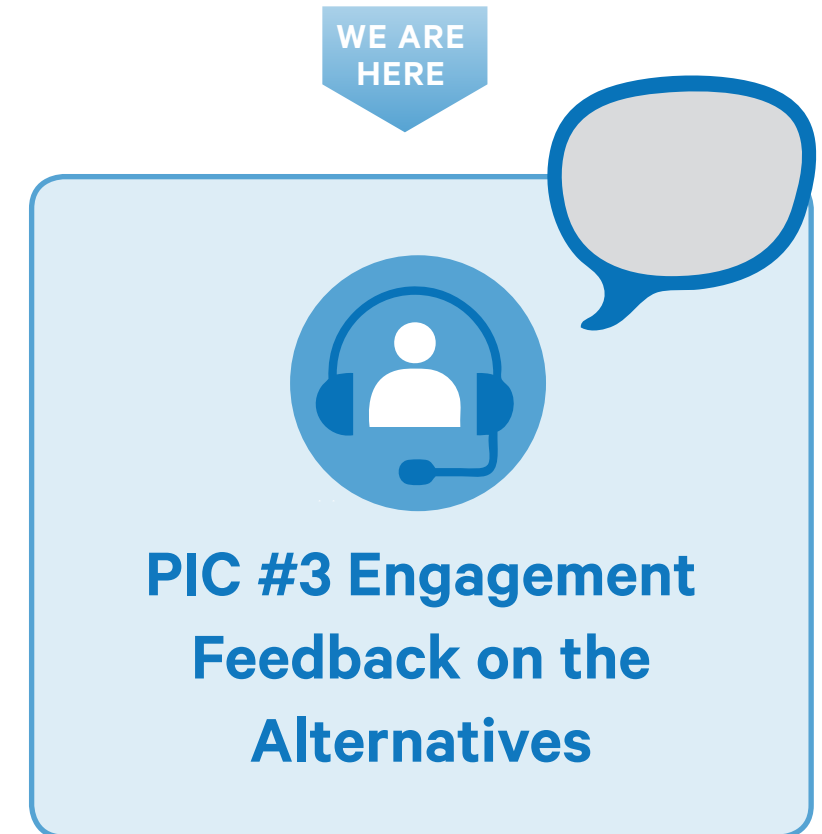 WE ARE
HERE
PIC #3 Engagement
Feedback on the
Alternatives